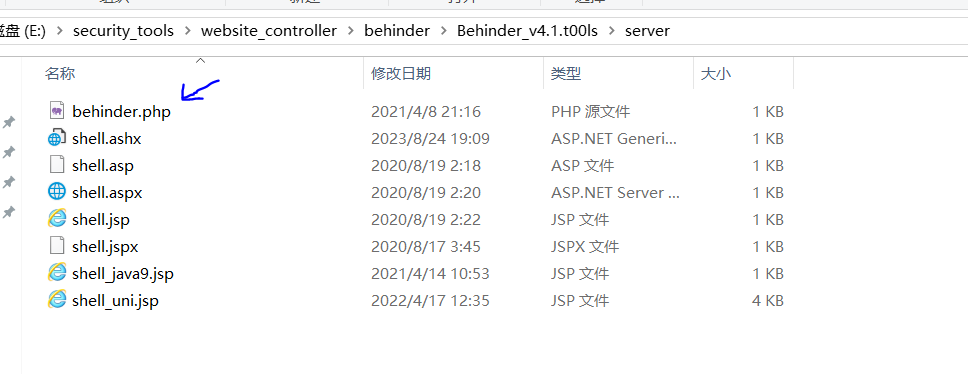 磁盘 (E:) > security_tools > website_controller > behinder > Behinder_v4.1.t00ls > server
名称 修改日期 类型 大小
behinder.php 2021/4/8 21:16 PHP 源文件 1 KB
shell.ashx 2023/8/24 19:09 ASP.NET Generi... 1 KB
shell.asp 2020/8/19 2:18 ASP 文件 1 KB
shell.aspx 2020/8/19 2:20 ASP.NET Server ... 1 KB
shell.jsp 2020/8/19 2:22 JSP 文件 1 KB
shell.jspx 2020/8/17 3:45 JSPX 文件 1 KB
shell_java9.jsp 2021/4/14 10:53 JSP 文件 1 KB
shell_uni.jsp 2022/4/17 12:35 JSP 文件 4 KB